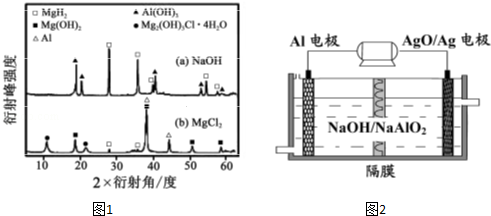 □ MgH₂ ▲ Al(OH)₃
■ Mg(OH)₂ ● Mg₂(OH)₃Cl·4H₂O
△ Al
(a) NaOH
(b) MgCl₂
衍射峰强度
10 20 30 40 50 60
2×衍射角/度
图1
Al 电极
AgO/Ag 电极
NaOH/NaAlO₂
隔膜
图2